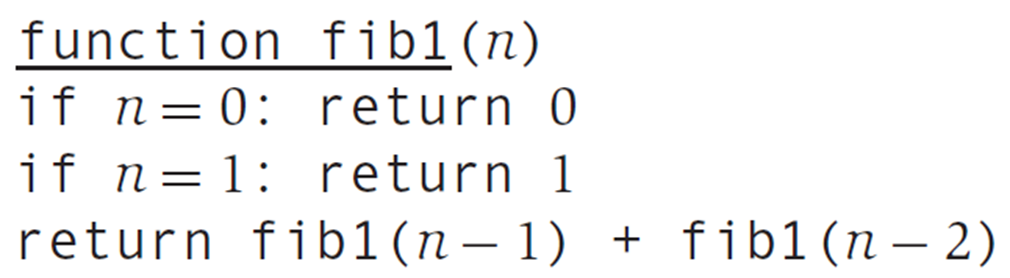 function fib1(n)
if n = 0: return 0
if n = 1: return 1
return fib1(n − 1) + fib1(n − 2)